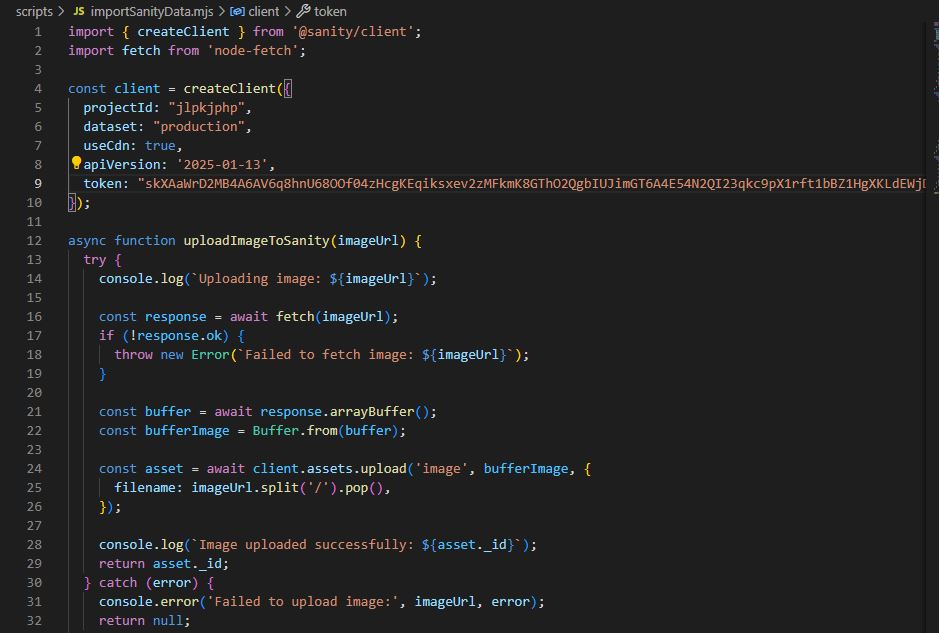 scripts > JS importSanityData.mjs > client > token
1 import { createClient } from '@sanity/client';
2 import fetch from 'node-fetch';
3
4 const client = createClient({
5 projectId: "jlpkjphp",
6 dataset: "production",
7 useCdn: true,
8 apiVersion: '2025-01-13',
9 token:
10 });
11
12 async function uploadImageToSanity(imageUrl) {
13 try {
14 console.log(`Uploading image: ${imageUrl}`);
15
16 const response = await fetch(imageUrl);
17 if (!response.ok) {
18 throw new Error(`Failed to fetch image: ${imageUrl}`);
19 }
20
21 const buffer = await response.arrayBuffer();
22 const bufferImage = Buffer.from(buffer);
23
24 const asset = await client.assets.upload('image', bufferImage, {
25 filename: imageUrl.split('/').pop(),
26 });
27
28 console.log(`Image uploaded successfully: ${asset._id}`);
29 return asset._id;
30 } catch (error) {
31 console.error('Failed to upload image:', imageUrl, error);
32 return null;